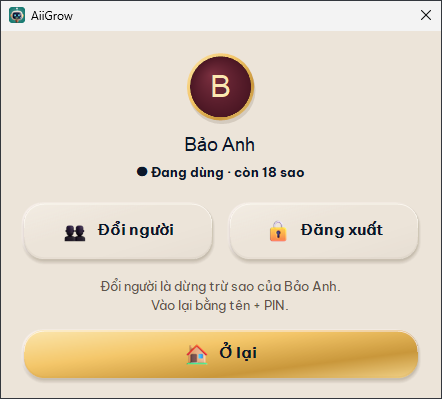 AiiGrow
B
Bảo Anh
Đang dùng · còn 18 sao
Đổi người
Đăng xuất
Đổi người là dừng trừ sao của Bảo Anh.
Vào lại bằng tên + PIN.
Ở lại